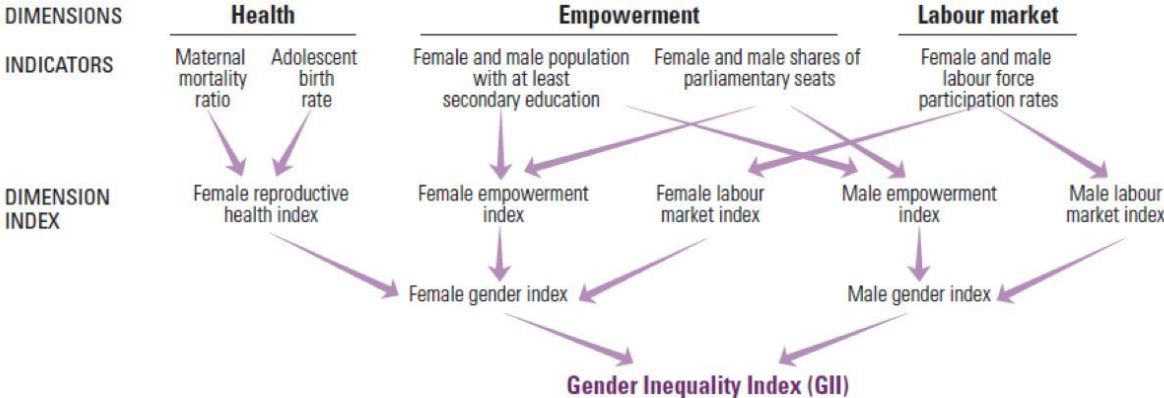 DIMENSIONS Health Empowerment Labour market
INDICATORS
Maternal
mortality
ratio
Adolescent
birth
rate
Female and male population
with at least
secondary education
Female and male shares of
parliamentary seats
Female and male
labour force
participation rates
DIMENSION
INDEX
Female reproductive
health index
Female empowerment
index
Female labour
market index
Male empowerment
index
Male labour
market index
Female gender index
Male gender index
Gender Inequality Index (GII)